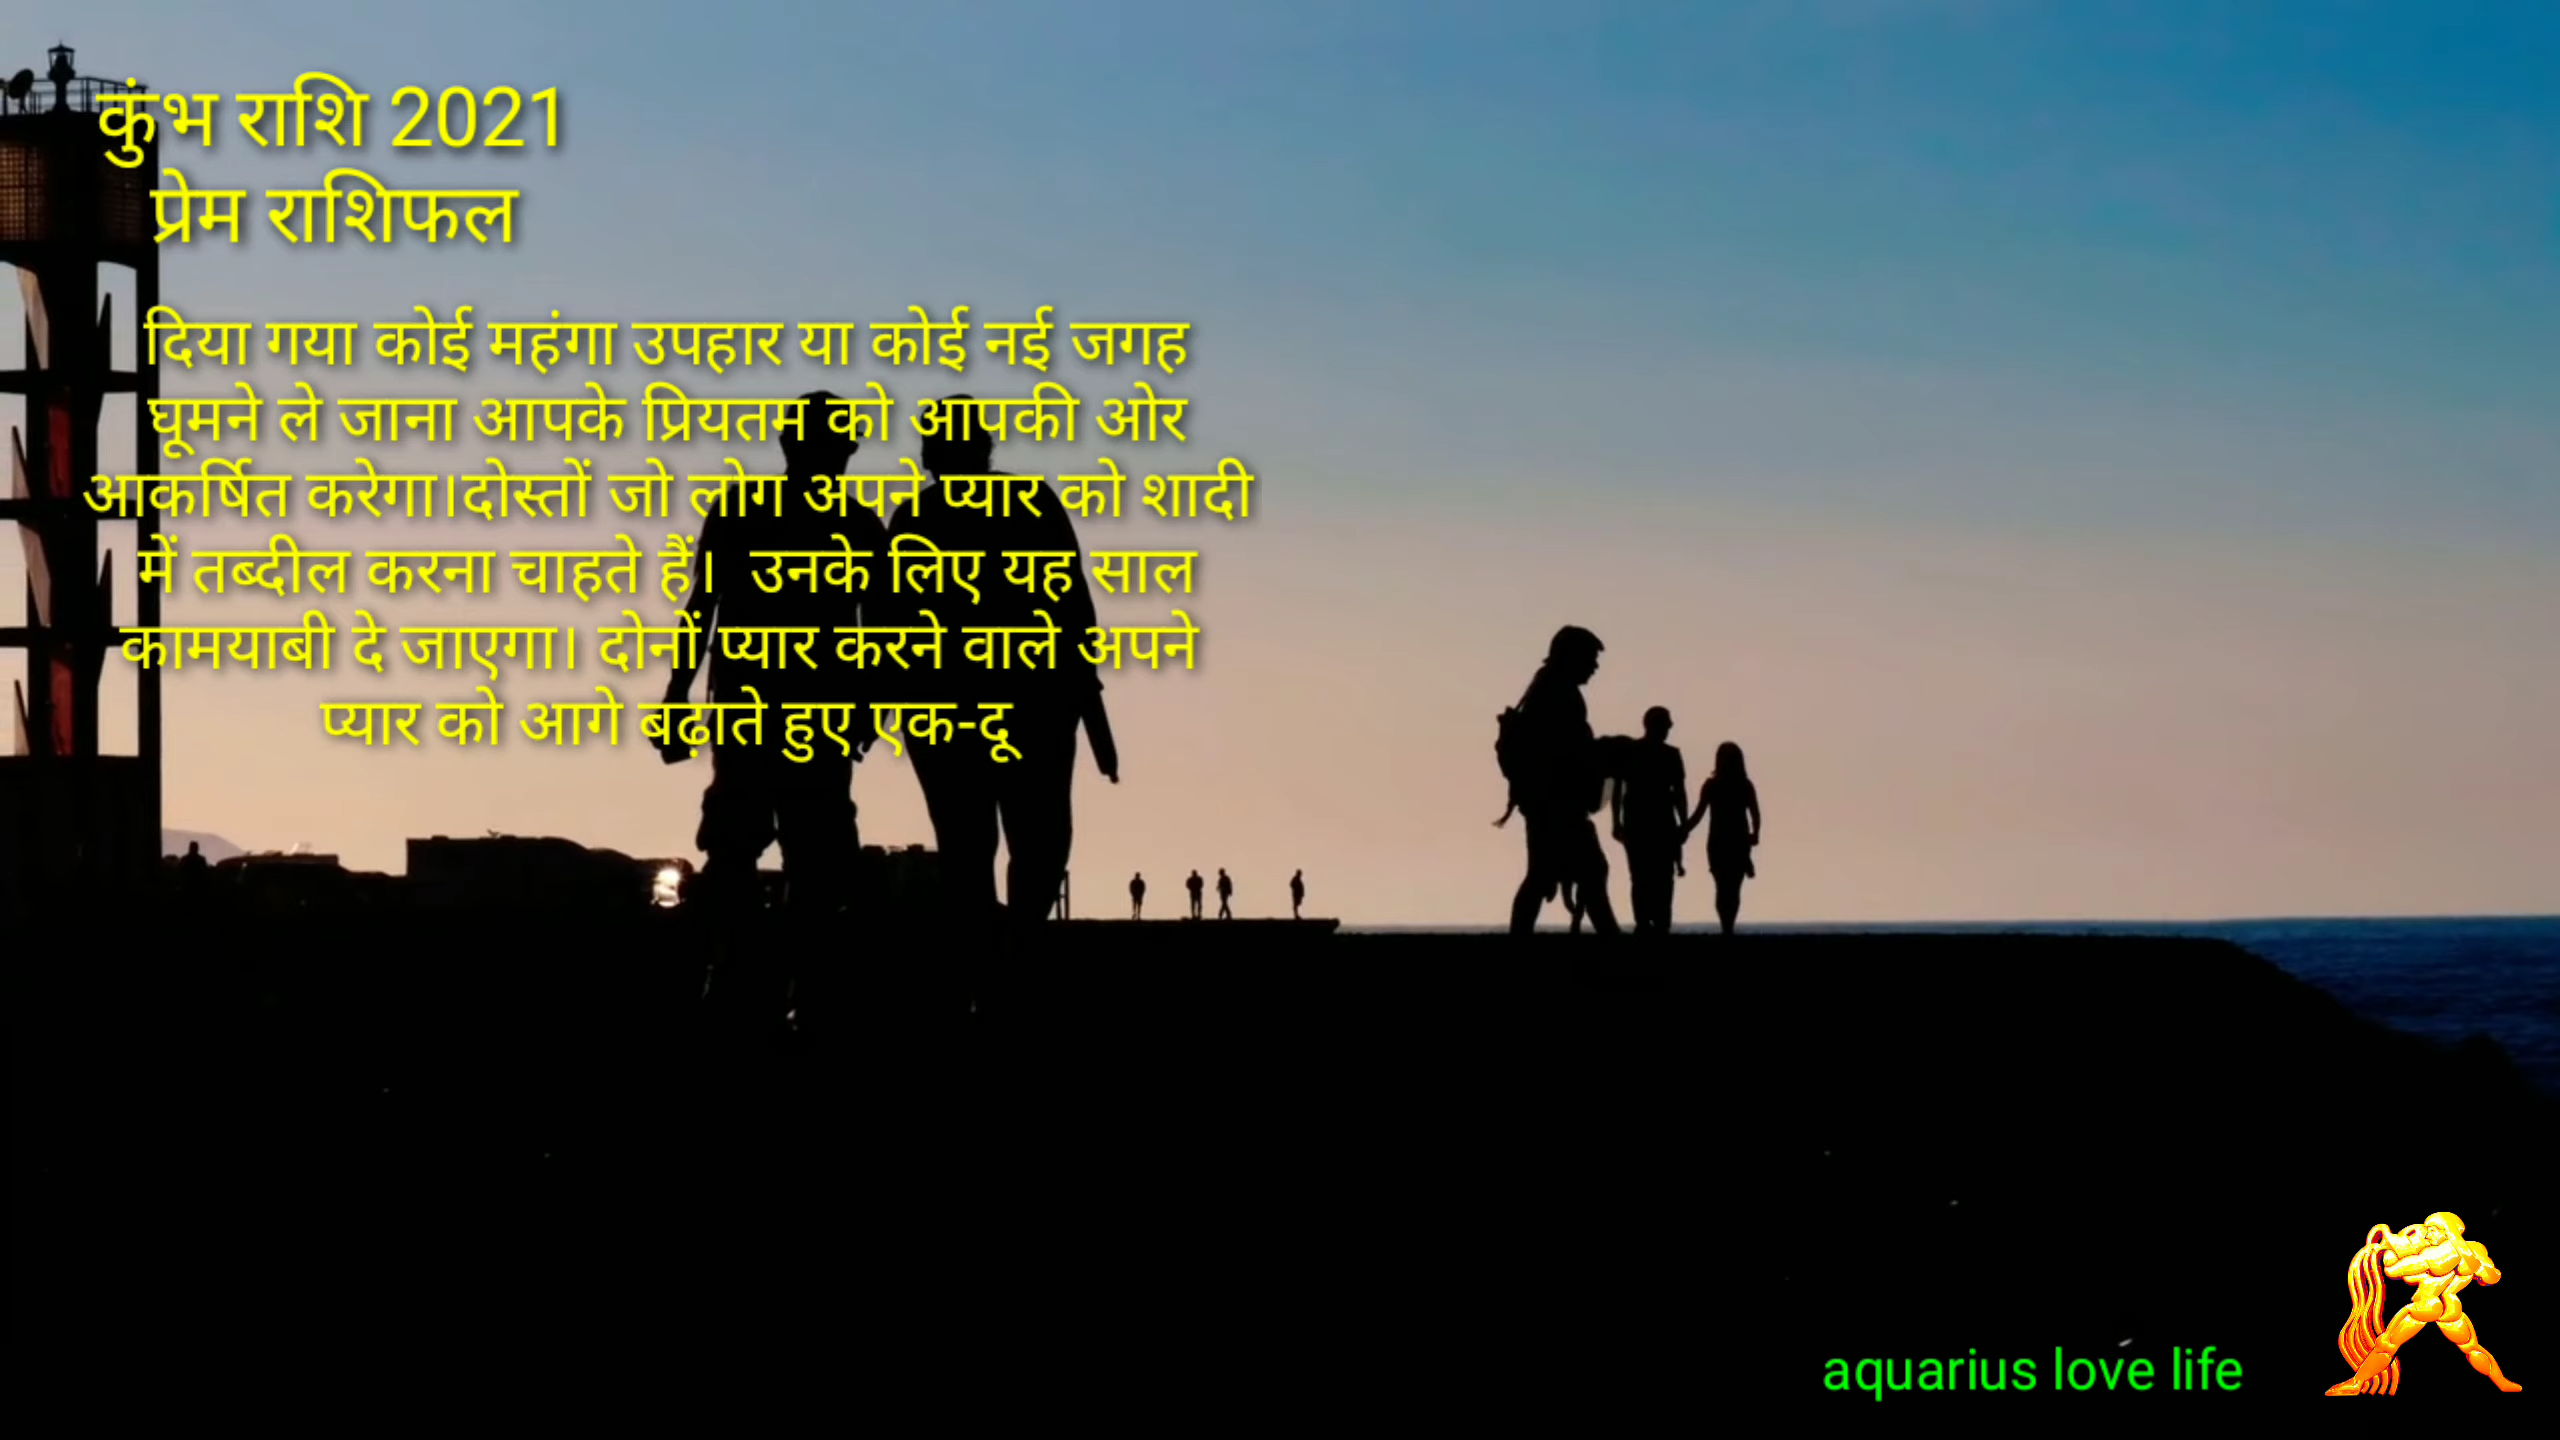 कुंभ राशि 2021
प्रेम राशिफल
दिया गया कोई महंगा उपहार या कोई नई जगह
घूमने ले जाना आपके प्रियतम को आपकी ओर
आकर्षित करेगा।दोस्तों जो लोग अपने प्यार को शादी
में तब्दील करना चाहते हैं।  उनके लिए यह साल
कामयाबी दे जाएगा। दोनों प्यार करने वाले अपने
प्यार को आगे बढ़ाते हुए एक-दू
aquarius love life